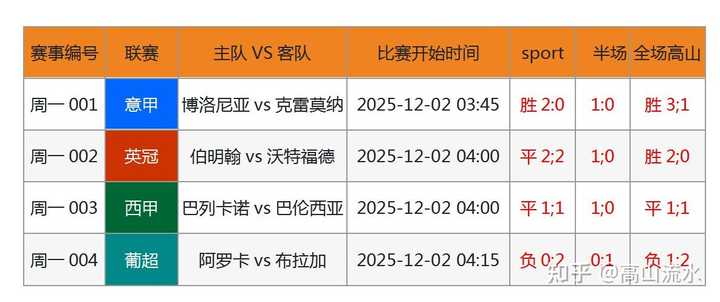 赛事编号 联赛 主队 VS 客队 比赛开始时间 sport 半场 全场高山
周一 001 意甲 博洛尼亚 vs 克雷莫纳 2025-12-02 03:45 胜 2:0 1:0 胜 3;1
周一 002 英冠 伯明翰 vs 沃特福德 2025-12-02 04:00 平 2;2 1;0 胜 2;0
周一 003 西甲 巴列卡诺 vs 巴伦西亚 2025-12-02 04:00 平 1;1 1;0 平 1;1
周一 004 葡超 阿罗卡 vs 布拉加 2025-12-02 04:15 负 0:2 0:1 负 1:2
知乎 @高山流水